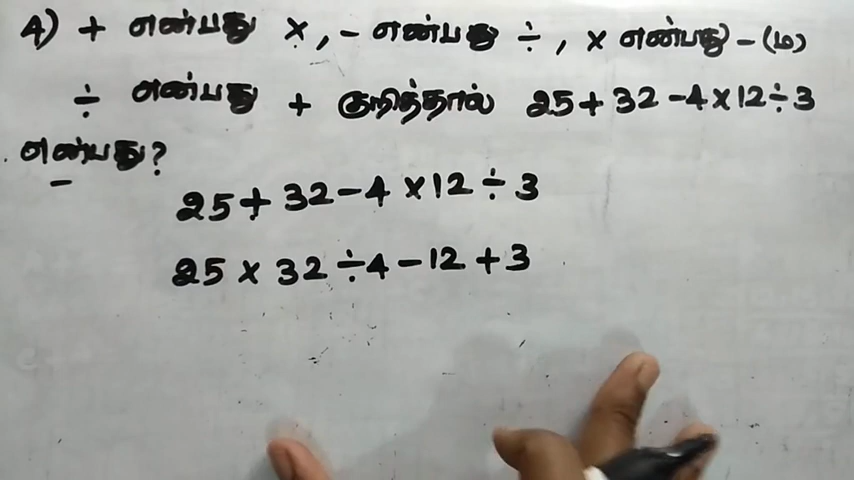 4) + என்பது ×, - என்பது ÷, × என்பது - (ம)
÷ என்பது + குறித்தால் 25 + 32 - 4 × 12 ÷ 3
என்பது?
25 + 32 - 4 × 12 ÷ 3
25 × 32 ÷ 4 - 12 + 3